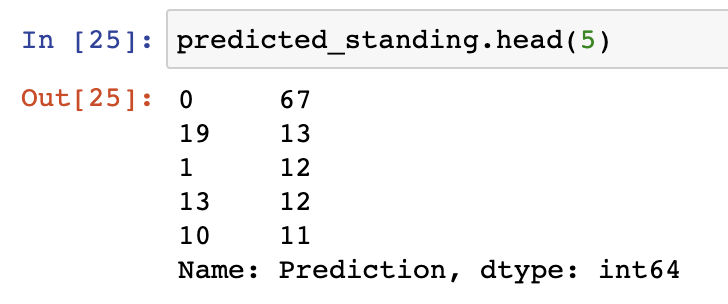 In [25]: predicted_standing.head(5)
Out[25]: 0 67
19 13
1 12
13 12
10 11
Name: Prediction, dtype: int64